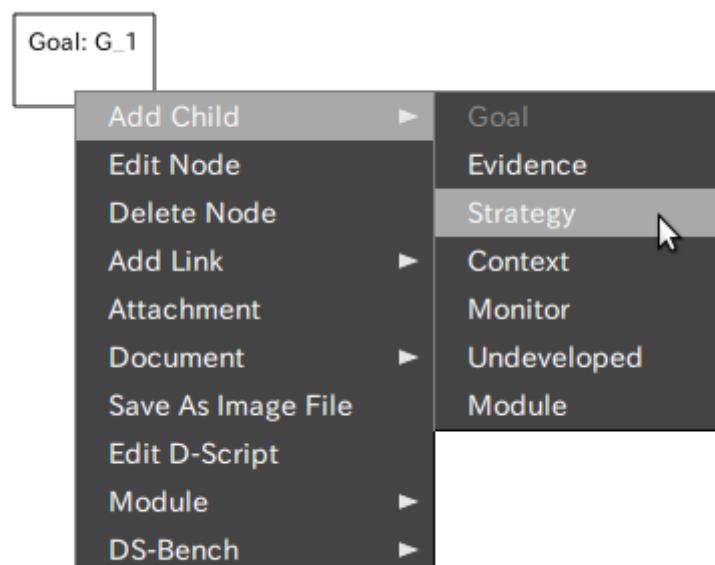 Goal: G_1
Add Child
Edit Node
Delete Node
Add Link
Attachment
Document
Save As Image File
Edit D-Script
Module
DS-Bench
Goal
Evidence
Strategy
Context
Monitor
Undeveloped
Module